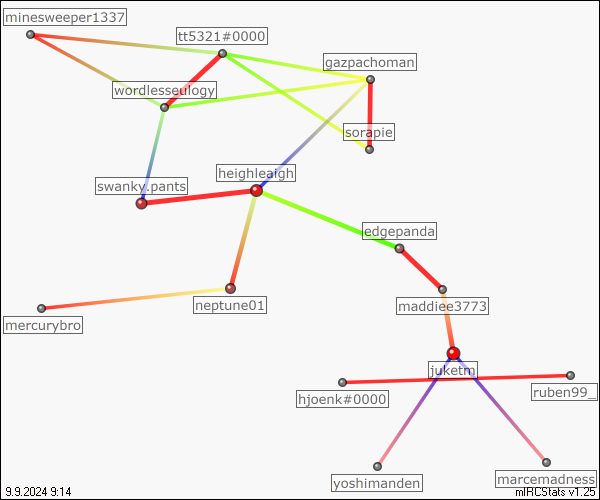 minesweeper1337
tt5321#0000
gazpachoman
wordlesseulogy
sorapie
heighleaigh
swanky.pants
edgepanda
neptune01
maddiee3773
mercurybro
juketm
hjoenk#0000
ruben99_
yoshimanden
marcemadness
9.9.2024 9:14
mIRCStats v1.25